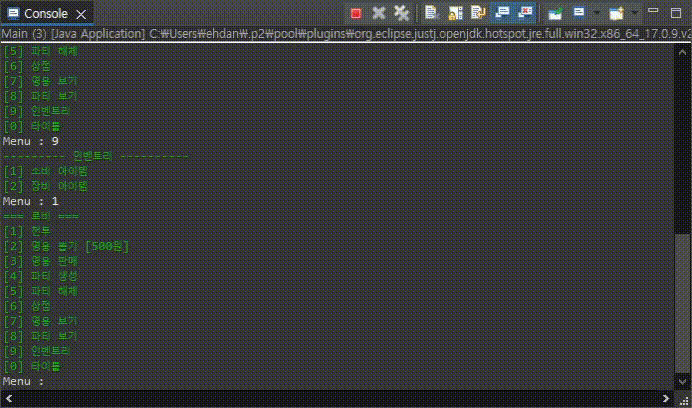 Console
Main (3) [Java Application] C:￦Users￦ehdan￦.p2￦pool￦plugins￦org.eclipse.justj.openjdk.hotspot.jre.full.win32.x86_64_17.0.9.v2
[5] 파티 해제
[6] 상점
[7] 영웅 보기
[8] 파티 보기
[9] 인벤토리
[0] 타이틀
Menu : 9
--------- 인벤토리 ----------
[1] 소비 아이템
[2] 장비 아이템
Menu : 1
=== 로비 ===
[1] 전투
[2] 영웅 뽑기 [500원]
[3] 영웅 판매
[4] 파티 생성
[5] 파티 해제
[6] 상점
[7] 영웅 보기
[8] 파티 보기
[9] 인벤토리
[0] 타이틀
Menu :